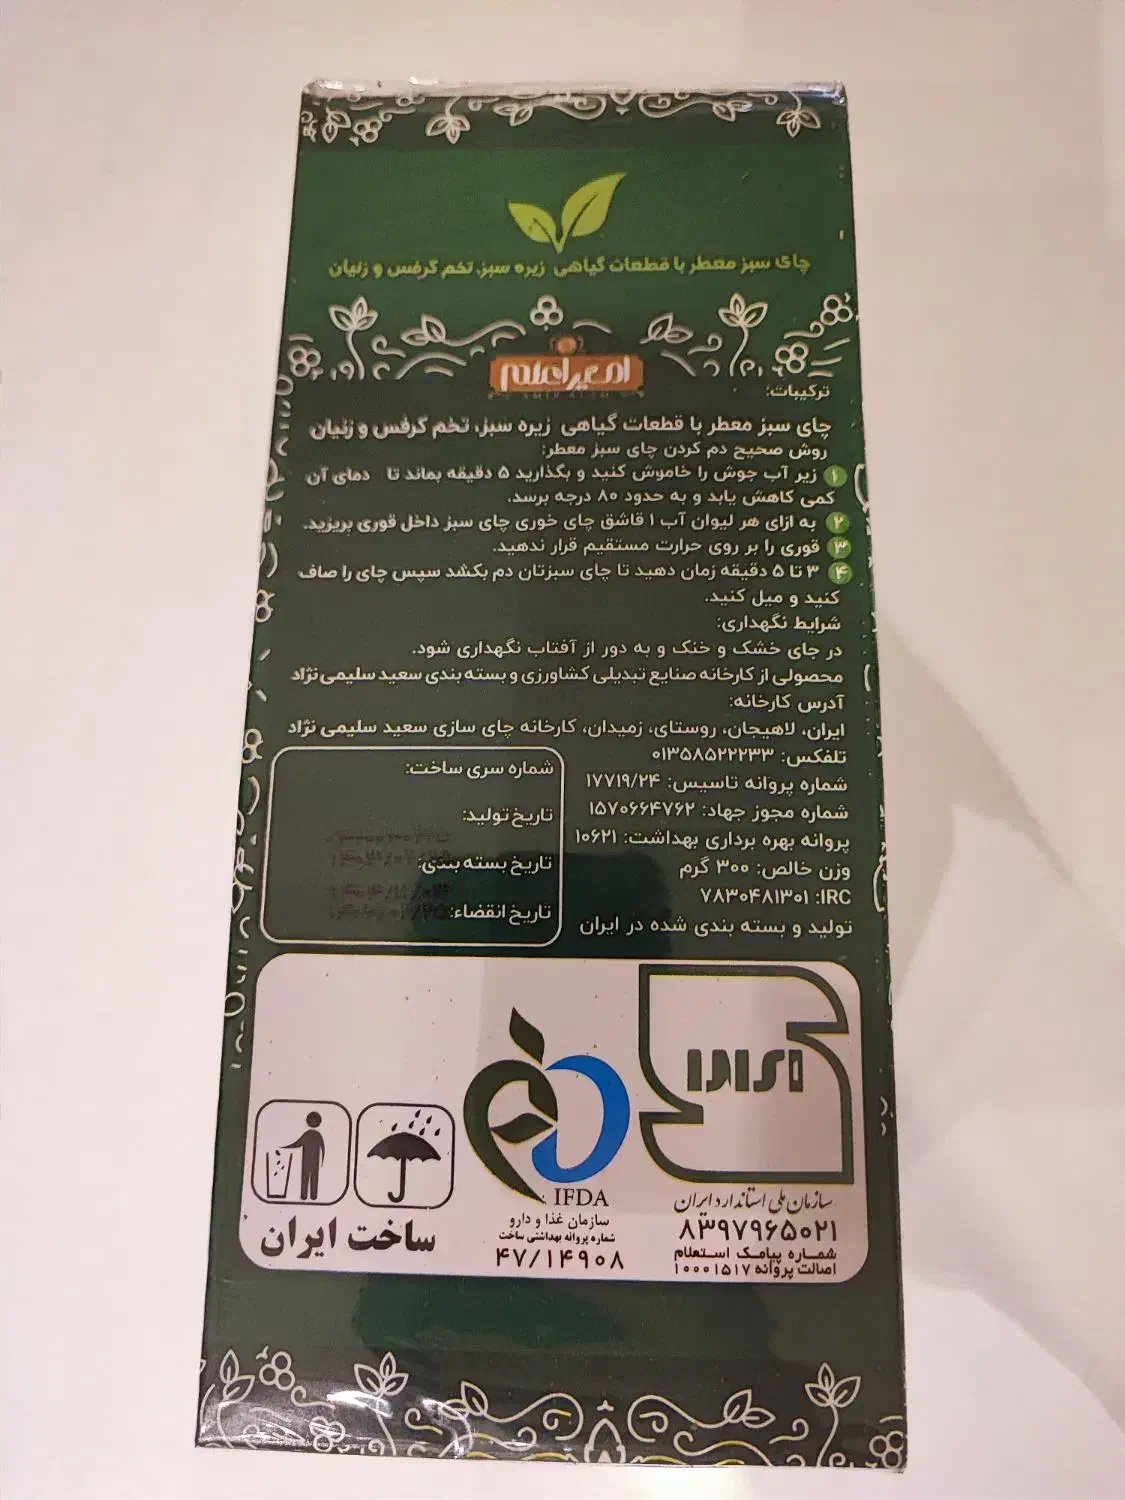 چای سبز معطر با قطعات گیاهی زیره سبز، تخم کرفس و زنیان
ترکیبات:
چای سبز معطر با قطعات گیاهی زیره سبز، تخم کرفس و زنیان
روش صحیح دم کردن چای سبز معطر:
۱ زیر آب جوش را خاموش کنید و بگذارید ۵ دقیقه بماند تا دمای آن
کمی کاهش یابد و به حدود ۸۰ درجه برسد.
۲ به ازای هر لیوان آب ۱ قاشق چای خوری چای سبز داخل قوری بریزید.
۳ قوری را بر روی حرارت مستقیم قرار ندهید.
۴ ۳ تا ۵ دقیقه زمان دهید تا چای سبزتان دم بکشد سپس چای را صاف
کنید و میل کنید.
شرایط نگهداری:
در جای خشک و خنک و به دور از آفتاب نگهداری شود.
محصولی از کارخانه صنایع تبدیلی کشاورزی و بسته بندی سعید سلیمی نژاد
آدرس کارخانه:
ایران، لاهیجان، روستای، زمیدان، کارخانه چای سازی سعید سلیمی نژاد
تلفکس: ۰۱۳۵۸۵۲۲۲۳۳
شماره پروانه تاسیس: ۱۷۷۱۹/۲۴
شماره مجوز جهاد: ۱۵۷۰۶۶۴۷۶۲
پروانه بهره برداری بهداشت: ۱۰۶۲۱
وزن خالص: ۳۰۰ گرم
IRC: ۷۸۳۰۴۸۱۳۰۱
تولید و بسته بندی شده در ایران
شماره سری ساخت:
تاریخ تولید:
تاریخ بسته بندی:
تاریخ انقضاء:
سازمان ملی استاندارد ایران
۸۳۹۷۹۶۵۰۲۱
شماره پیامک استعلام
اصالت پروانه ۱۰۰۰۱۵۱۷
IFDA
سازمان غذا و دارو
شماره پروانه بهداشتی ساخت
۴۷/۱۴۹۰۸
ساخت ایران